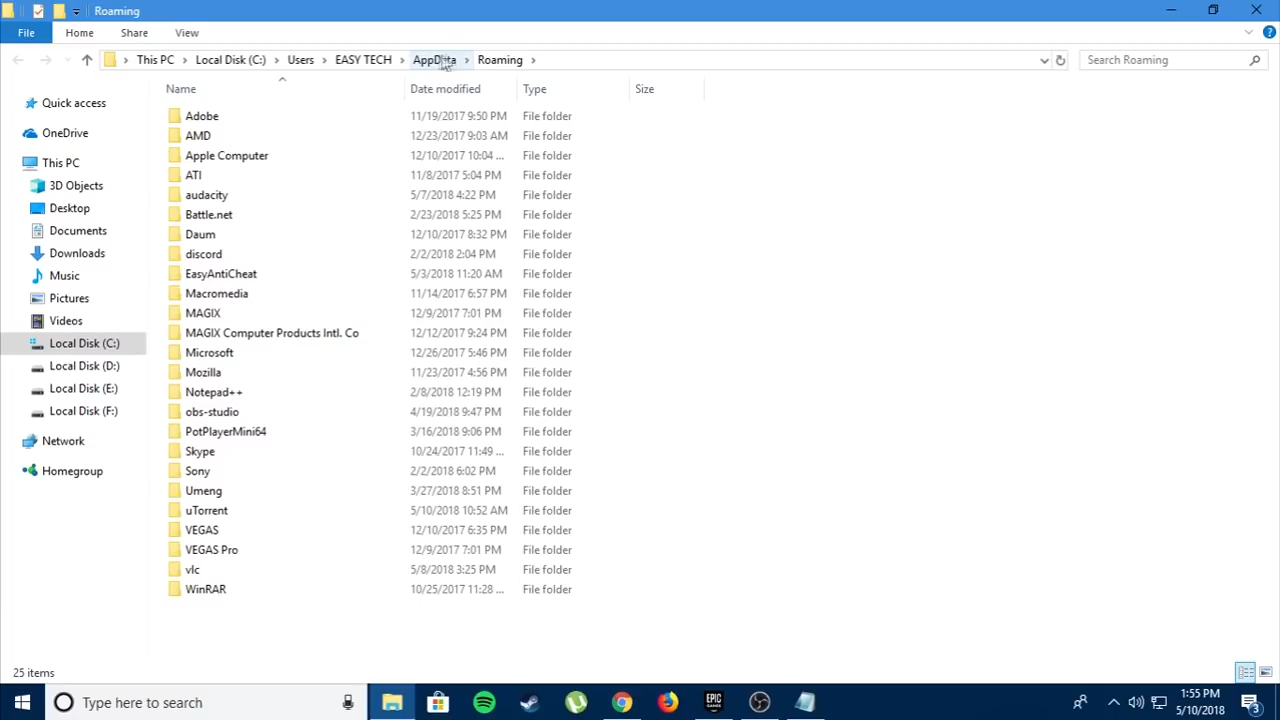 Roaming
File Home Share View
This PC Local Disk (C:) Users EASY TECH AppData Roaming Search Roaming
Name Date modified Type Size
Quick access
OneDrive
This PC
3D Objects
Desktop
Documents
Downloads
Music
Pictures
Videos
Local Disk (C:)
Local Disk (D:)
Local Disk (E:)
Local Disk (F:)
Network
Homegroup
Adobe 11/19/2017 9:50 PM File folder
AMD 12/23/2017 9:03 AM File folder
Apple Computer 12/10/2017 10:04 ... File folder
ATI 11/8/2017 5:04 PM File folder
audacity 5/7/2018 4:22 PM File folder
Battle.net 2/23/2018 5:25 PM File folder
Daum 12/10/2017 8:32 PM File folder
discord 2/2/2018 2:04 PM File folder
EasyAntiCheat 5/3/2018 11:20 AM File folder
Macromedia 11/14/2017 6:57 PM File folder
MAGIX 12/9/2017 7:01 PM File folder
MAGIX Computer Products Intl. Co 12/12/2017 9:24 PM File folder
Microsoft 12/26/2017 5:46 PM File folder
Mozilla 11/23/2017 4:56 PM File folder
Notepad++ 2/8/2018 12:19 PM File folder
obs-studio 4/19/2018 9:47 PM File folder
PotPlayerMini64 3/16/2018 9:06 PM File folder
Skype 10/24/2017 11:49 ... File folder
Sony 2/2/2018 6:02 PM File folder
Umeng 3/27/2018 8:51 PM File folder
uTorrent 5/10/2018 10:52 AM File folder
VEGAS 12/10/2017 6:35 PM File folder
VEGAS Pro 12/9/2017 7:01 PM File folder
vlc 5/8/2018 3:25 PM File folder
WinRAR 10/25/2017 11:28 ... File folder
25 items
Type here to search
EPIC GAMES
1:55 PM
5/10/2018
3